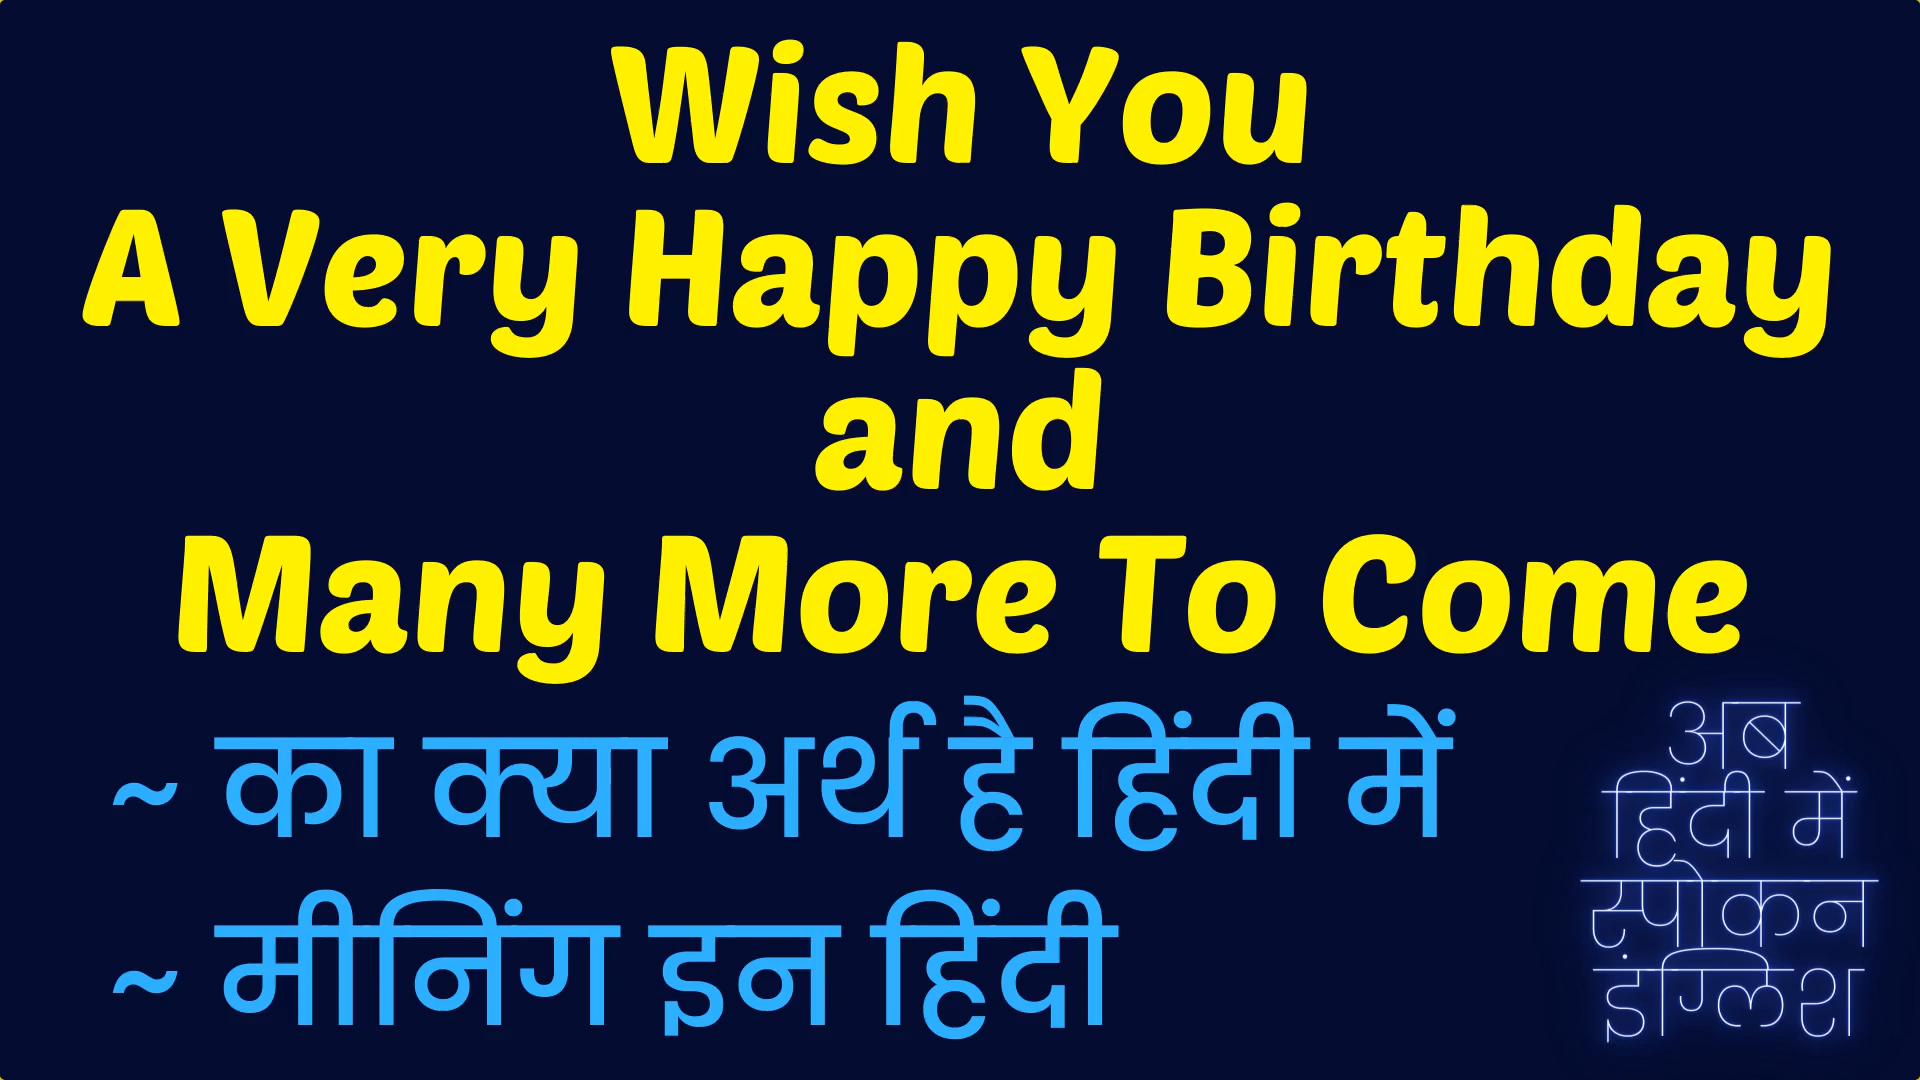 Wish You
A Very Happy Birthday
and
Many More To Come
~ का क्या अर्थ है हिंदी में
~ मीनिंग इन हिंदी
अब
हिंदी में
स्पोकन
इंग्लिश